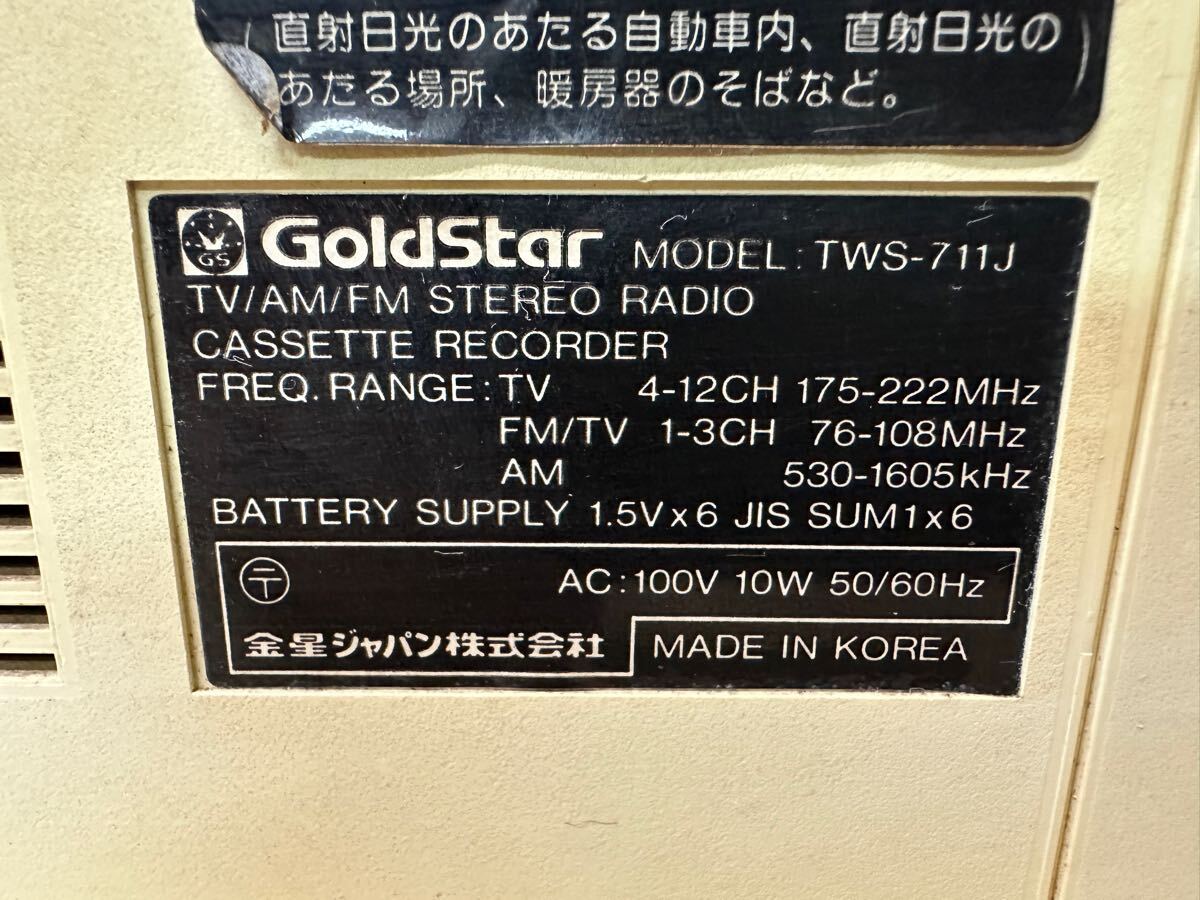 (直射日光のあたる自動車内、直射日光の
あたる場所、暖房器のそばなど。)
GS GoldStar MODEL: TWS-711J
TV/AM/FM STEREO RADIO
CASSETTE RECORDER
FREQ. RANGE: TV 4-12CH 175-222MHz
FM/TV 1-3CH 76-108MHz
AM 530-1605kHz
BATTERY SUPPLY 1.5V x 6 JIS SUM1 x 6
〒 AC: 100V 10W 50/60Hz
金星ジャパン株式会社 MADE IN KOREA